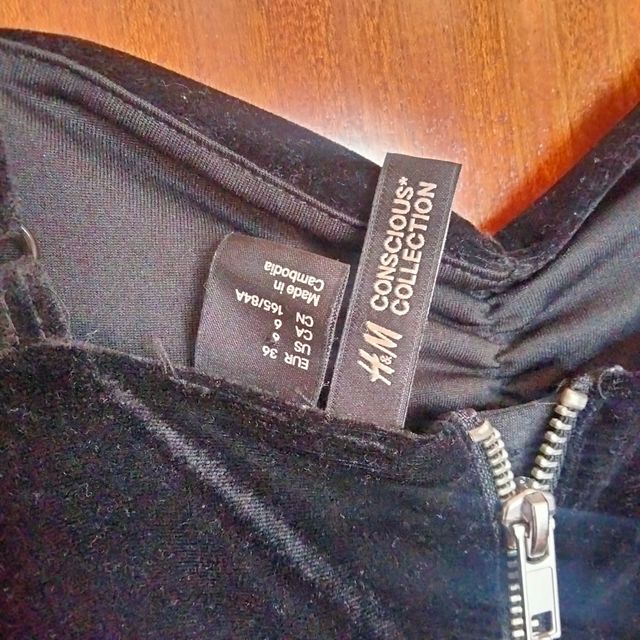 H&M CONSCIOUS*
COLLECTION
EUR 36
US 6
CA 6
CN 165/84A
Made in
Cambodia